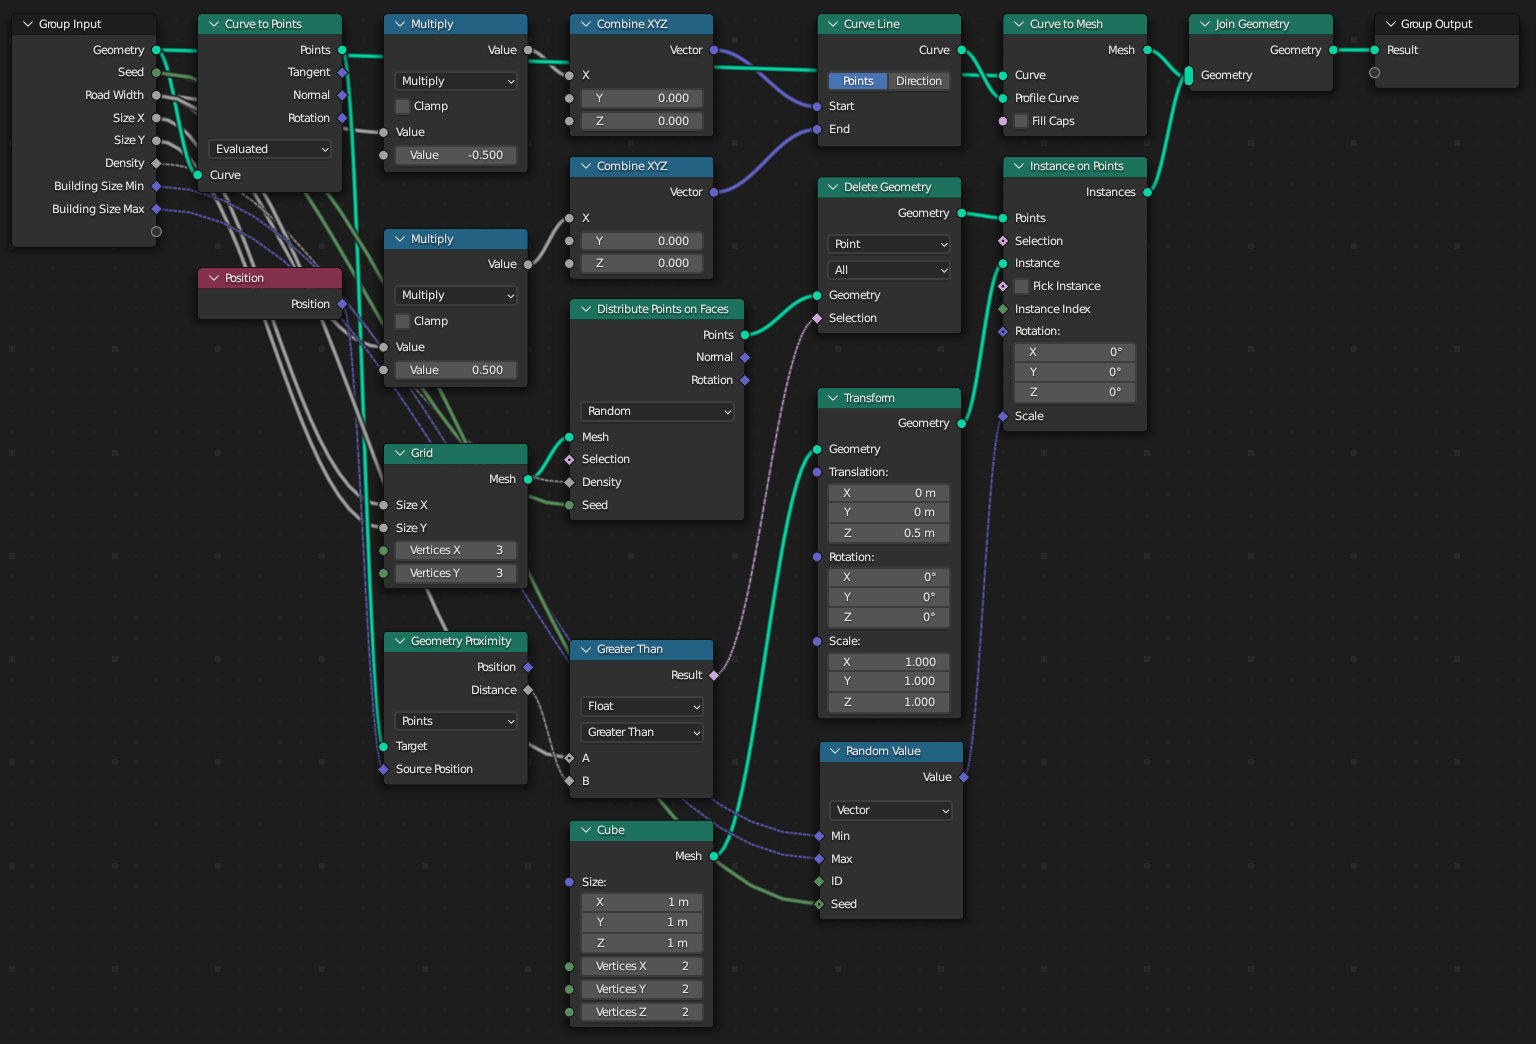 Group Input
Geometry
Seed
Road Width
Size X
Size Y
Density
Building Size Min
Building Size Max
Curve to Points
Points
Tangent
Normal
Rotation
Evaluated
Curve
Position
Position
Multiply
Value
Multiply
Clamp
Value
Value -0.500
Multiply
Value
Multiply
Clamp
Value
Value 0.500
Grid
Mesh
Size X
Size Y
Vertices X 3
Vertices Y 3
Geometry Proximity
Position
Distance
Points
Target
Source Position
Combine XYZ
Vector
X
Y 0.000
Z 0.000
Combine XYZ
Vector
X
Y 0.000
Z 0.000
Distribute Points on Faces
Points
Normal
Rotation
Random
Mesh
Selection
Density
Seed
Greater Than
Result
Float
Greater Than
A
B
Cube
Mesh
Size:
X 1 m
Y 1 m
Z 1 m
Vertices X 2
Vertices Y 2
Vertices Z 2
Curve Line
Curve
Points Direction
Start
End
Delete Geometry
Geometry
Point
All
Geometry
Selection
Transform
Geometry
Geometry
Translation:
X 0 m
Y 0 m
Z 0.5 m
Rotation:
X 0°
Y 0°
Z 0°
Scale:
X 1.000
Y 1.000
Z 1.000
Random Value
Value
Vector
Min
Max
ID
Seed
Curve to Mesh
Mesh
Curve
Profile Curve
Fill Caps
Instance on Points
Instances
Points
Selection
Instance
Pick Instance
Instance Index
Rotation:
X 0°
Y 0°
Z 0°
Scale
Join Geometry
Geometry
Geometry
Group Output
Result